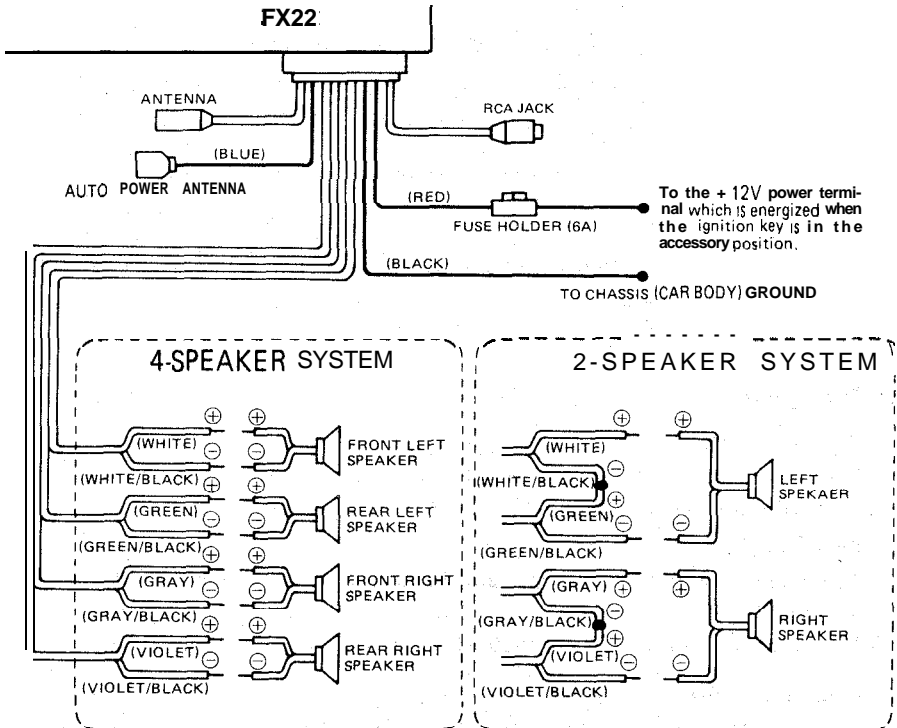 FX22
ANTENNA
RCA JACK
(BLUE)
AUTO POWER ANTENNA
(RED)
FUSE HOLDER (6A)
To the + 12V power termi-
nal which is energized when
the ignition key is in the
accessory position.
(BLACK)
TO CHASSIS (CAR BODY) GROUND
4-SPEAKER SYSTEM
⊕ ⊕
(WHITE)
⊖ ⊖
FRONT LEFT
SPEAKER
(WHITE/BLACK)
⊕ ⊕
(GREEN)
⊖ ⊖
REAR LEFT
SPEAKER
(GREEN/BLACK)
⊕ ⊕
(GRAY)
⊖ ⊖
FRONT RIGHT
SPEAKER
(GRAY/BLACK)
⊕ ⊕
(VIOLET)
⊖ ⊖
REAR RIGHT
SPEAKER
(VIOLET/BLACK)
2-SPEAKER SYSTEM
⊕ ⊕
(WHITE)
⊖
(WHITE/BLACK)
⊕
(GREEN)
⊖ ⊖
LEFT
SPEKAER
(GREEN/BLACK)
(GRAY)
⊕ ⊕
⊖
(GRAY/BLACK)
⊕
(VIOLET)
⊖ ⊖
RIGHT
SPEAKER
(VIOLET/BLACK)